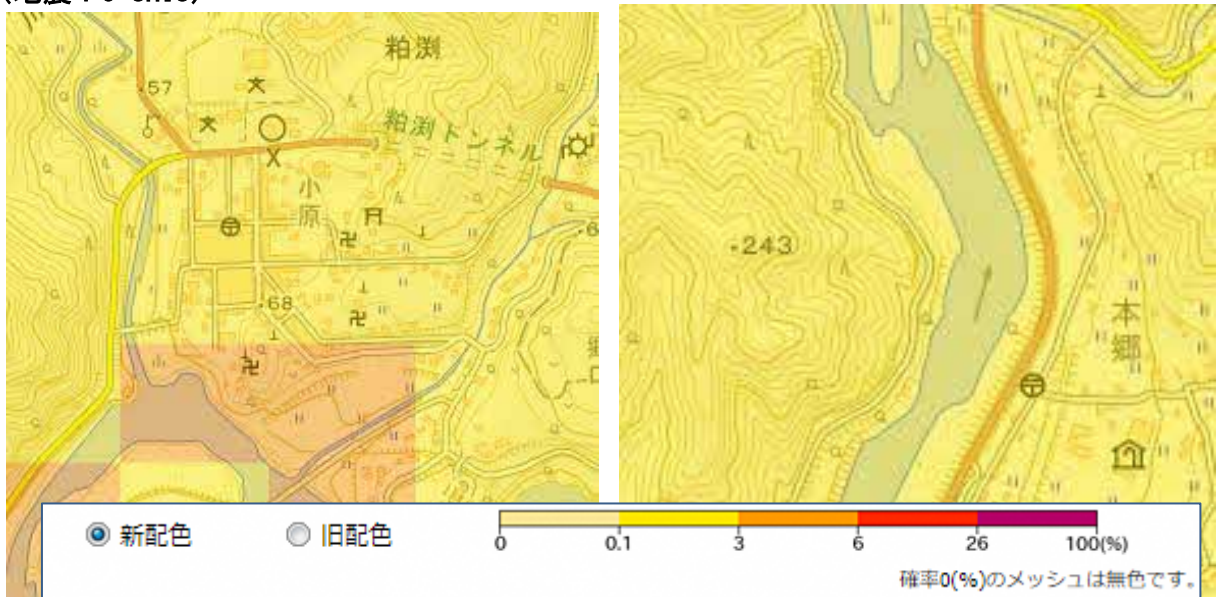 粕渕
57
粕渕トンネル
小原
68
6
243
本郷
新配色
旧配色
0
0.1
3
6
26
100(%)
確率0(%)のメッシュは無色です。